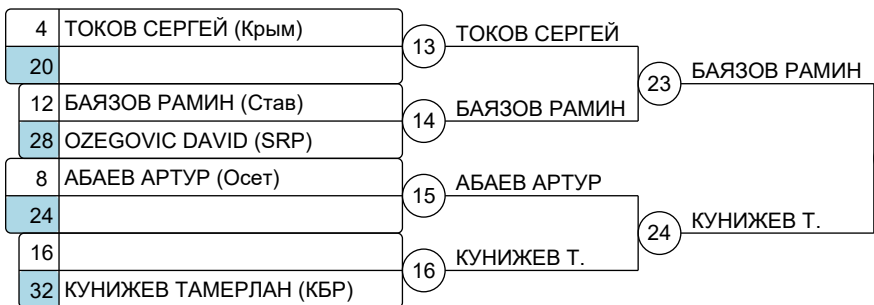 4 ТОКОВ СЕРГЕЙ (Крым)
20
12 БАЯЗОВ РАМИН (Став)
28 OZEGOVIC DAVID (SRP)
8 АБАЕВ АРТУР (Осет)
24
16
32 КУНИЖЕВ ТАМЕРЛАН (КБР)
13 ТОКОВ СЕРГЕЙ
14 БАЯЗОВ РАМИН
15 АБАЕВ АРТУР
16 КУНИЖЕВ Т.
23 БАЯЗОВ РАМИН
24 КУНИЖЕВ Т.